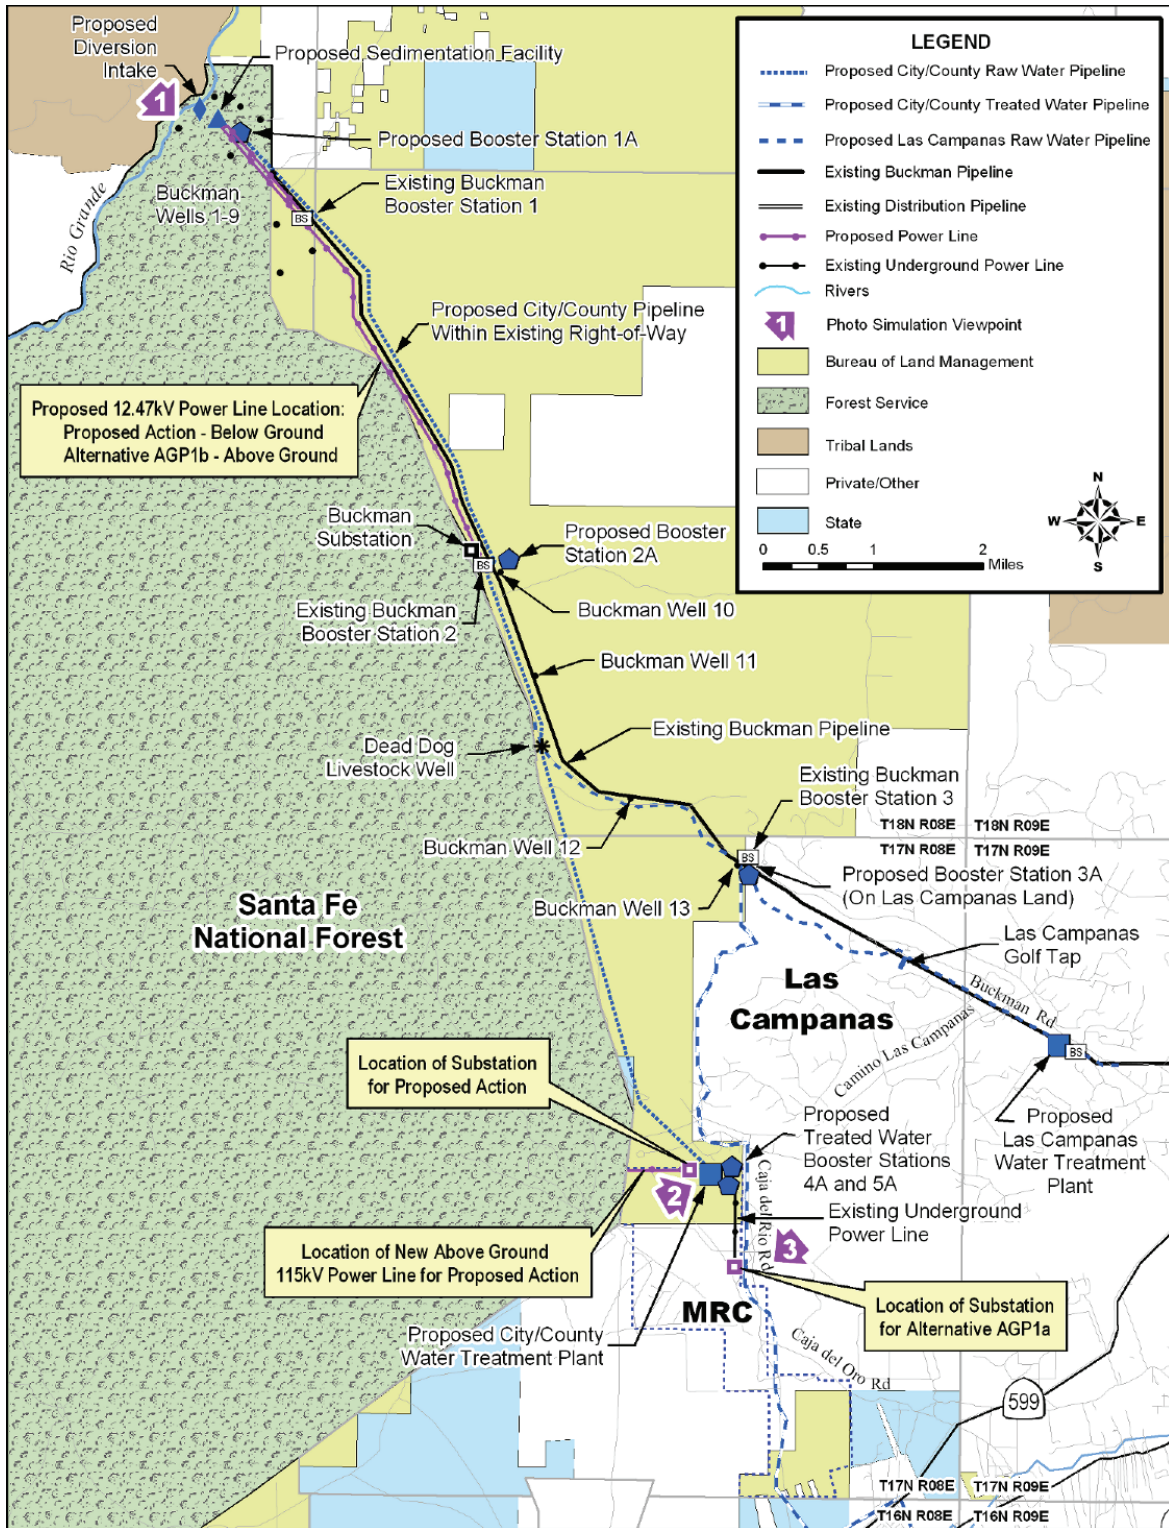 Proposed
Diversion
Intake
Proposed Sedimentation Facility
1
Proposed Booster Station 1A
Existing Buckman
Booster Station 1
Buckman
Wells 1-9
BS
Rio Grande
Proposed City/County Pipeline
Within Existing Right-of-Way
Proposed 12.47kV Power Line Location:
Proposed Action - Below Ground
Alternative AGP1b - Above Ground
Buckman
Substation
Proposed Booster
Station 2A
BS
Existing Buckman
Booster Station 2
Buckman Well 10
Buckman Well 11
Existing Buckman Pipeline
Dead Dog
Livestock Well
Existing Buckman
Booster Station 3
T18N R08E
T18N R09E
T17N R08E
T17N R09E
Buckman Well 12
BS
Proposed Booster Station 3A
(On Las Campanas Land)
Buckman Well 13
Santa Fe
National Forest
Las Campanas
Golf Tap
Las
Campanas
Buckman Rd
Camino Las Campanas
BS
Location of Substation
for Proposed Action
Proposed
Treated Water
Booster Stations
4A and 5A
Proposed
Las Campanas
Water Treatment
Plant
Caja del Rio Rd
2
Existing Underground
Power Line
3
Location of New Above Ground
115kV Power Line for Proposed Action
MRC
Location of Substation
for Alternative AGP1a
Proposed City/County
Water Treatment Plant
Caja del Oro Rd
599
T17N R08E
T17N R09E
T16N R08E
T16N R09E
LEGEND
Proposed City/County Raw Water Pipeline
Proposed City/County Treated Water Pipeline
Proposed Las Campanas Raw Water Pipeline
Existing Buckman Pipeline
Existing Distribution Pipeline
Proposed Power Line
Existing Underground Power Line
Rivers
1
Photo Simulation Viewpoint
Bureau of Land Management
Forest Service
Tribal Lands
Private/Other
State
N
W
E
S
0 0.5 1 2
Miles